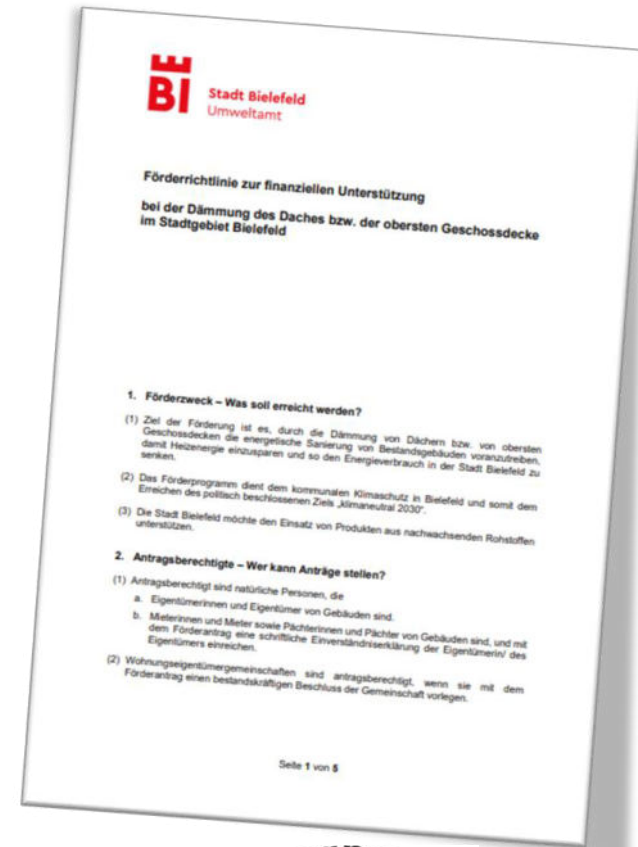 BI
Stadt Bielefeld
Umweltamt
Förderrichtlinie zur finanziellen Unterstützung
bei der Dämmung des Daches bzw. der obersten Geschossdecke
im Stadtgebiet Bielefeld
1. Förderzweck – Was soll erreicht werden?
(1) Ziel der Förderung ist es, durch die Dämmung von Dächern bzw. von obersten
Geschossdecken die energetische Sanierung von Bestandsgebäuden voranzutreiben,
damit Heizenergie einzusparen und so den Energieverbrauch in der Stadt Bielefeld zu
senken.
(2) Das Förderprogramm dient dem kommunalen Klimaschutz in Bielefeld und somit dem
Erreichen des politisch beschlossenen Ziels „klimaneutral 2030“.
(3) Die Stadt Bielefeld möchte den Einsatz von Produkten aus nachwachsenden Rohstoffen
unterstützen.
2. Antragsberechtigte – Wer kann Anträge stellen?
(1) Antragsberechtigt sind natürliche Personen, die
a. Eigentümerinnen und Eigentümer von Gebäuden sind.
b. Mieterinnen und Mieter sowie Pächterinnen und Pächter von Gebäuden sind, und mit
dem Förderantrag eine schriftliche Einverständniserklärung der Eigentümerin/ des
Eigentümers einreichen.
(2) Wohnungseigentümergemeinschaften sind antragsberechtigt, wenn sie mit dem
Förderantrag einen bestandskräftigen Beschluss der Gemeinschaft vorlegen.
Seite 1 von 5